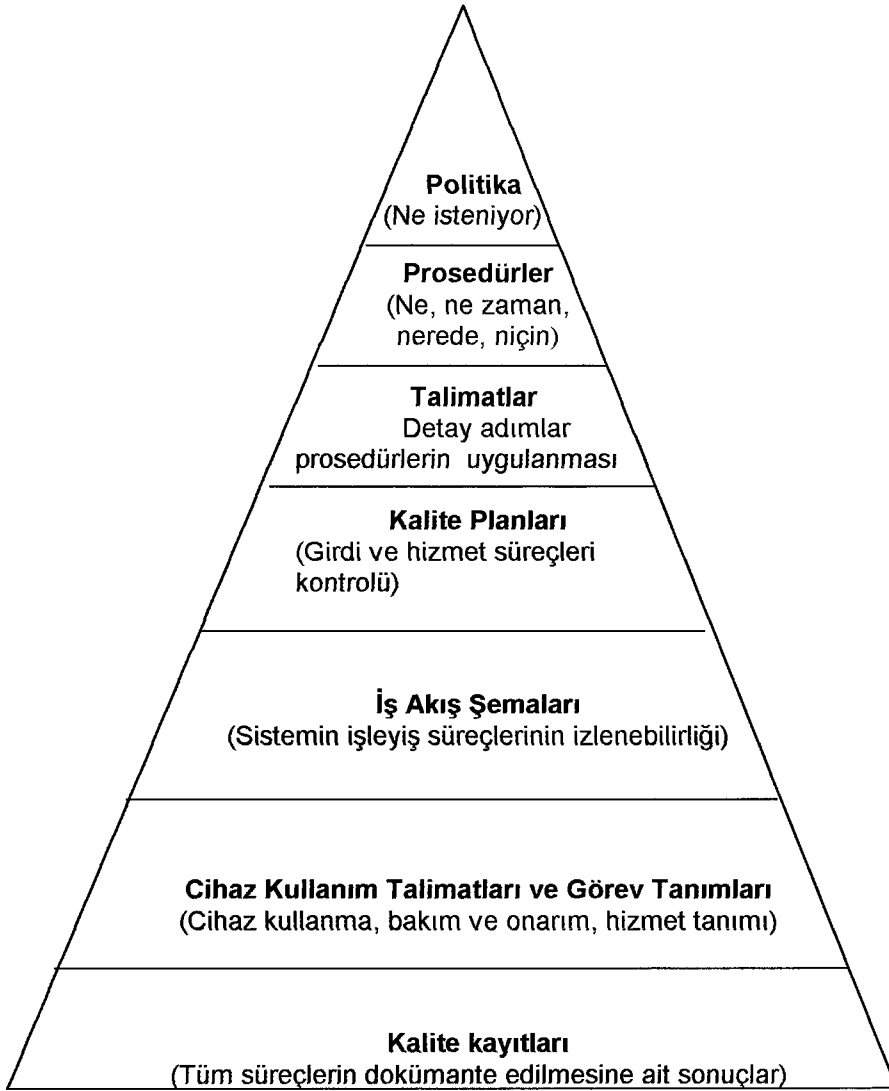 Politika
(Ne isteniyor)
Prosedürler
(Ne, ne zaman,
nerede, niçin)
Talimatlar
Detay adımlar
prosedürlerin uygulanması
Kalite Planları
(Girdi ve hizmet süreçleri
kontrolü)
İş Akış Şemaları
(Sistemin işleyiş süreçlerinin izlenebilirliği)
Cihaz Kullanım Talimatları ve Görev Tanımları
(Cihaz kullanma, bakım ve onarım, hizmet tanımı)
Kalite kayıtları
(Tüm süreçlerin dokümante edilmesine ait sonuçlar)